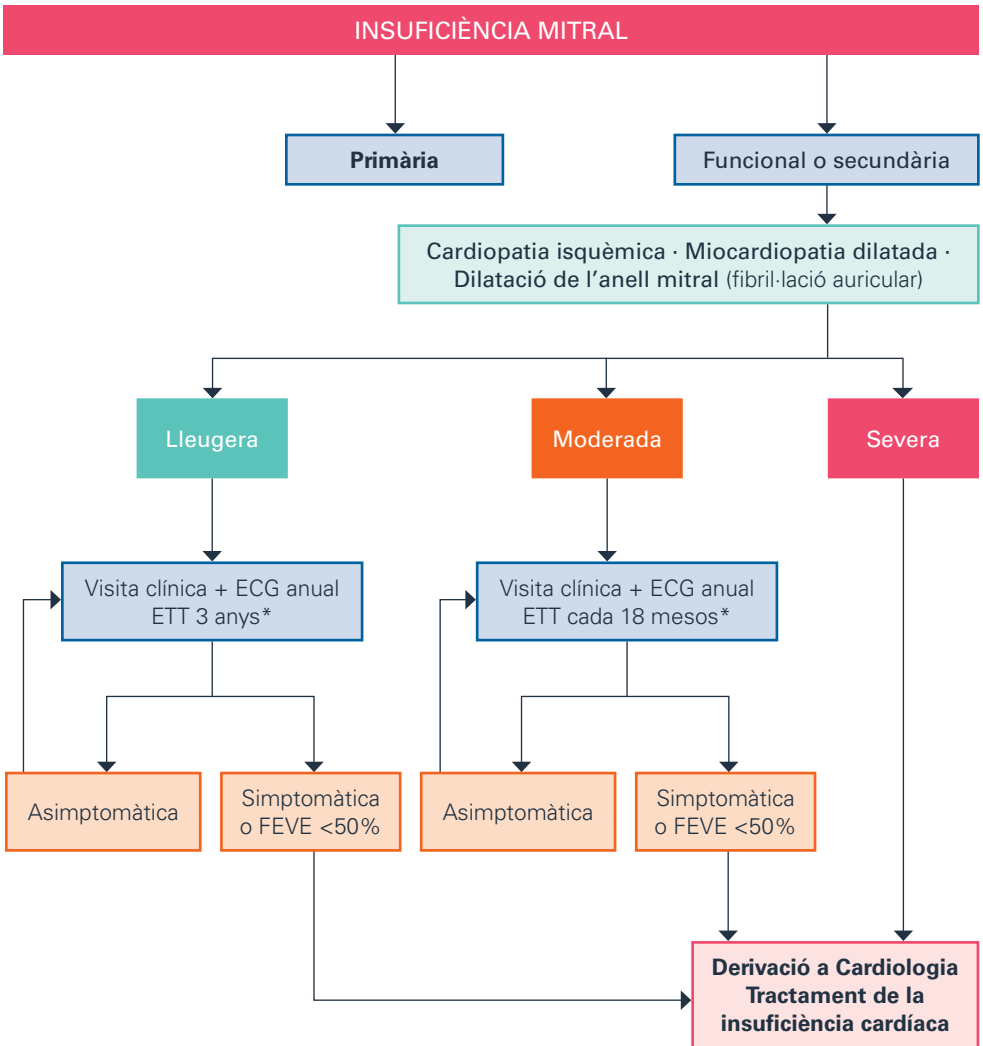 INSUFICIÈNCIA MITRAL
Primària
Funcional o secundària
Cardiopatia isquèmica · Miocardiopatia dilatada ·
Dilatació de l'anell mitral (fibril·lació auricular)
Lleugera
Moderada
Severa
Visita clínica + ECG anual
ETT 3 anys*
Visita clínica + ECG anual
ETT cada 18 mesos*
Asimptomàtica
Simptomàtica
o FEVE <50%
Asimptomàtica
Simptomàtica
o FEVE <50%
Derivació a Cardiologia
Tractament de la
insuficiència cardíaca